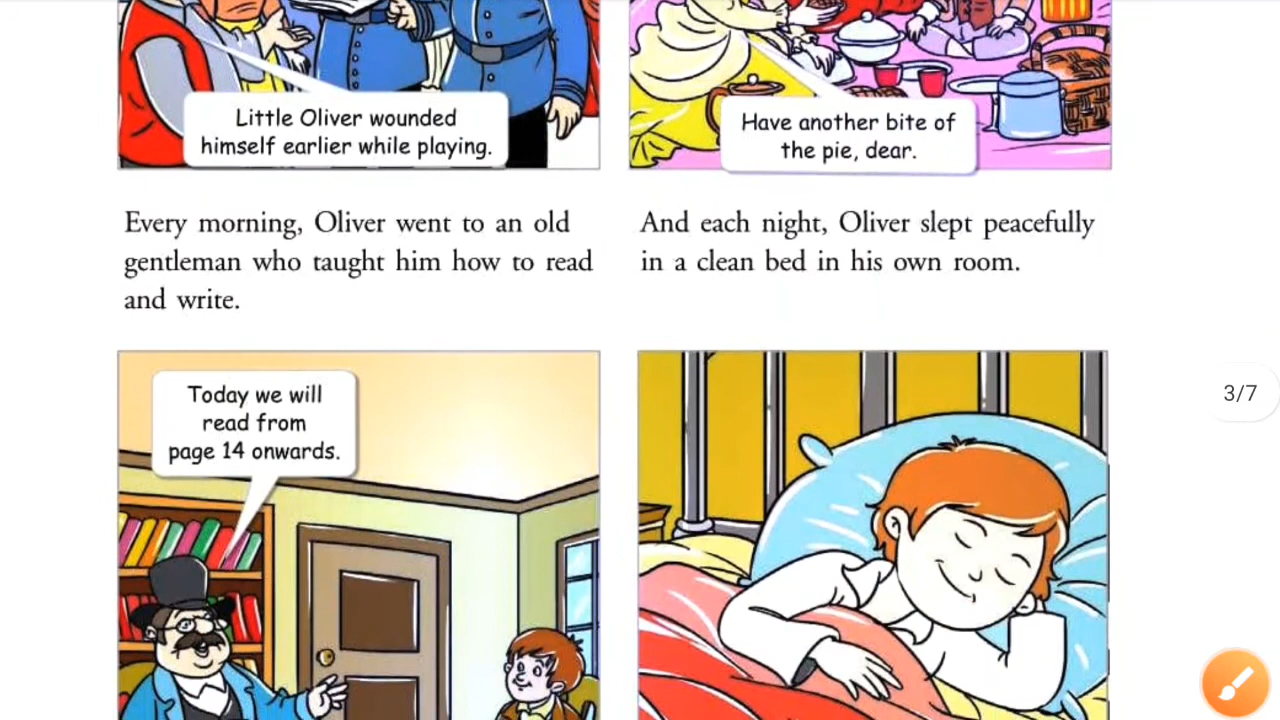 Little Oliver wounded
himself earlier while playing.
Have another bite of
the pie, dear.
Every morning, Oliver went to an old
gentleman who taught him how to read
and write.
And each night, Oliver slept peacefully
in a clean bed in his own room.
Today we will
read from
page 14 onwards.
3/7